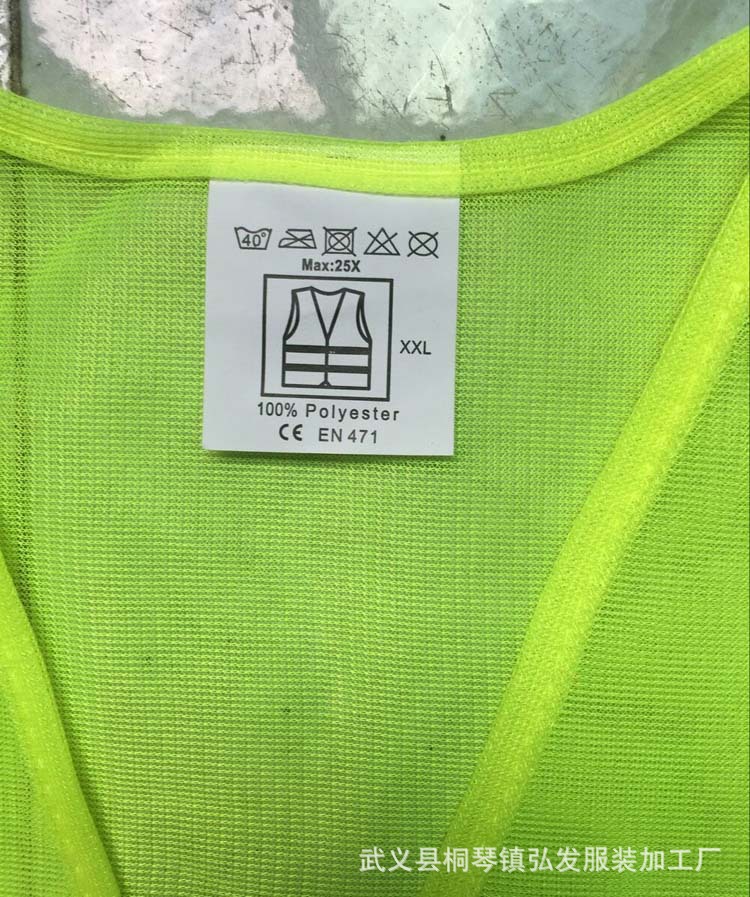 40°
Max:25X
XXL
100% Polyester
CE EN 471
武义县桐琴镇弘发服装加工厂